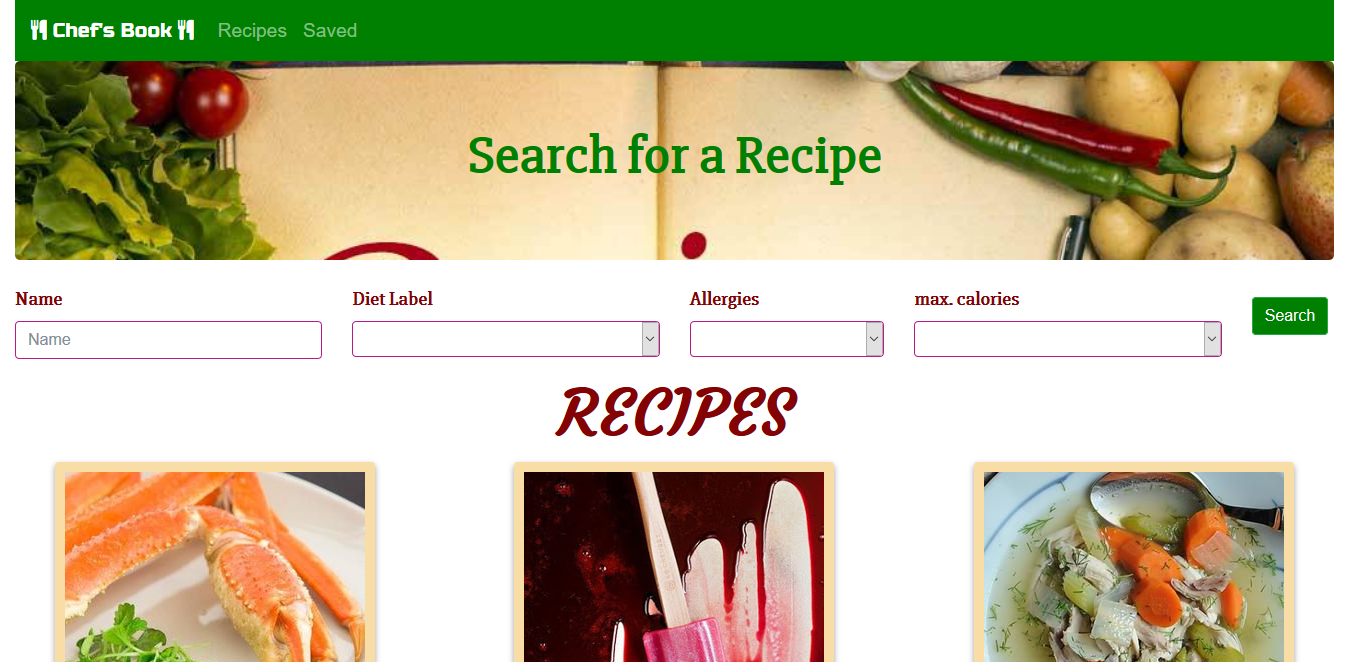 Chef's Book
Recipes
Saved
Search for a Recipe
Name
Diet Label
Allergies
max. calories
Name
Search
RECIPES